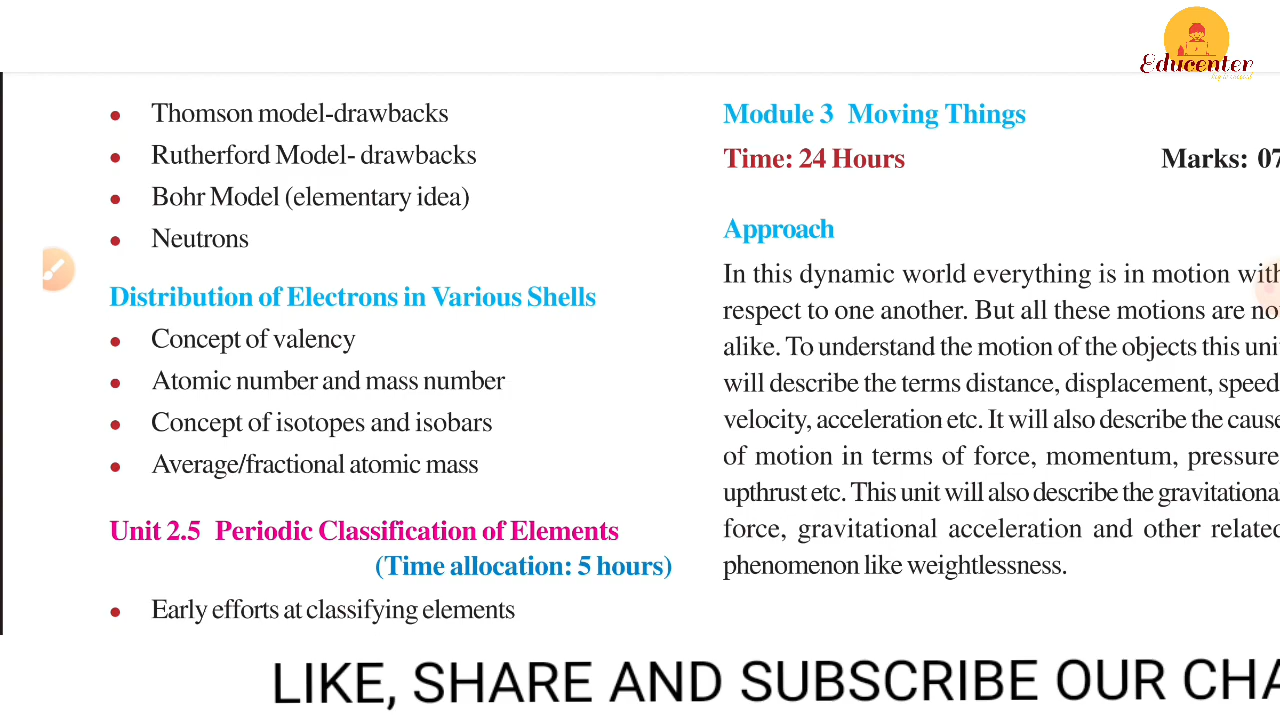 Educenter
Thomson model-drawbacks
Rutherford Model- drawbacks
Bohr Model (elementary idea)
Neutrons
Distribution of Electrons in Various Shells
Concept of valency
Atomic number and mass number
Concept of isotopes and isobars
Average/fractional atomic mass
Unit 2.5 Periodic Classification of Elements
(Time allocation: 5 hours)
Early efforts at classifying elements
Module 3 Moving Things
Time: 24 Hours Marks: 07
Approach
In this dynamic world everything is in motion with
respect to one another. But all these motions are no
alike. To understand the motion of the objects this unit
will describe the terms distance, displacement, speed
velocity, acceleration etc. It will also describe the cause
of motion in terms of force, momentum, pressure
upthrust etc. This unit will also describe the gravitational
force, gravitational acceleration and other related
phenomenon like weightlessness.
LIKE, SHARE AND SUBSCRIBE OUR CHA